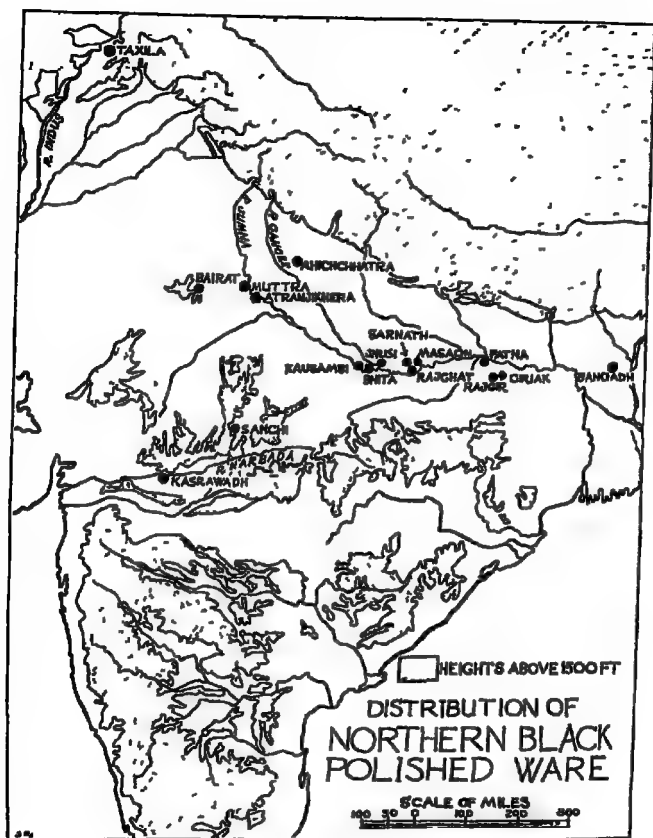 TAXILA
R. INDUS
R. JUMNA
R. GANGES
AHICHCHHATRA
BAIRAT
MUTTRA
ATRANJIKHERA
SARNATH
JHUSI
MASAON
PATNA
KAUSAMBI
BHITA
RAJGHAT
RAJGIR
GIRIAK
BANGADH
SANCHI
R. NARBADA
KASRAWADH
HEIGHTS ABOVE 1500 FT
DISTRIBUTION OF
NORTHERN BLACK
POLISHED WARE
SCALE OF MILES
100 50 0 100 200 300